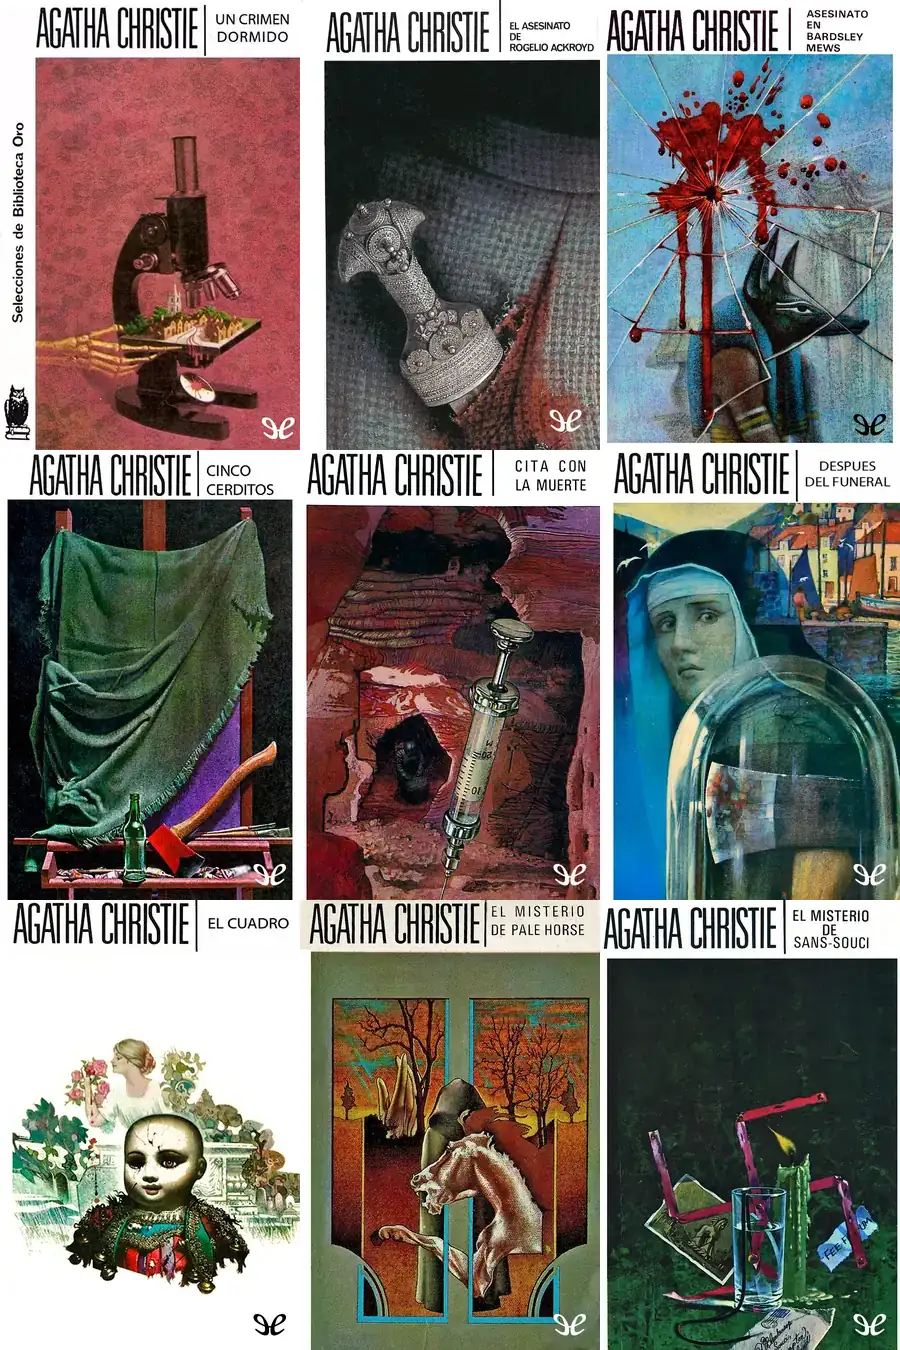 AGATHA CHRISTIE
UN CRIMEN
DORMIDO
Selecciones de Biblioteca Oro
AGATHA CHRISTIE
EL ASESINATO
DE
ROGELIO ACKROYD
AGATHA CHRISTIE
ASESINATO
EN
BARDSLEY
MEWS
AGATHA CHRISTIE
CINCO
CERDITOS
AGATHA CHRISTIE
CITA CON
LA MUERTE
AGATHA CHRISTIE
DESPUES
DEL FUNERAL
AGATHA CHRISTIE
EL CUADRO
AGATHA CHRISTIE
EL MISTERIO
DE PALE HORSE
AGATHA CHRISTIE
EL MISTERIO
DE
SANS-SOUCI